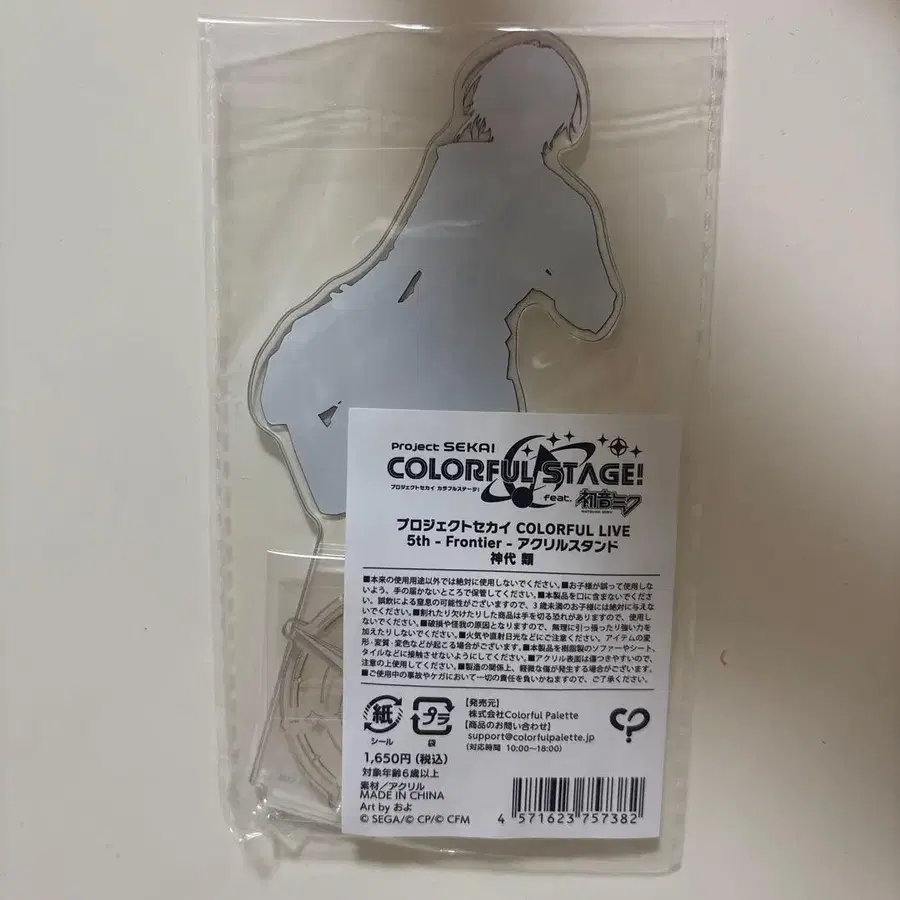 Project SEKAI
COLORFUL STAGE!
プロジェクトセカイ カラフルステージ!
feat. 初音ミク
HATSUNE MIKU
プロジェクトセカイ COLORFUL LIVE
5th - Frontier - アクリルスタンド
神代 類
■本来の使用用途以外では絶対に使用しないでください。■お子様が誤って使用しな
いよう、手の届かないところで保管してください。■本製品を口に含まないでくださ
い。誤飲による窒息の可能性がございますので、3歳未満のお子様には絶対に与えな
いでください。■割れたり欠けたりした商品は手を切る恐れがありますので、使用し
ないでください。■破損や怪我の原因となりますので、無理に引っ張ったり強い力を
加えたりしないでください。■火気や直射日光などにご注意ください。アイテムの変
形・変質・変色などが起こる場合がございます。■本製品を樹脂製のソファーやシート、
タイルなどに接触させないようにしてください。■アクリル表面は傷つきやすいので、
注意の上使用してください。■製造の関係上、軽微な傷が発生する場合がございます。
■ご使用中の事故やケガにおいて一切の責任を負いかねますので、ご了承ください。
紙
シール
プラ
袋
【発売元】
株式会社Colorful Palette
【商品のお問い合わせ】
support@colorfulpalette.jp
(対応時間 10:00~18:00)
1,650円(税込)
対象年齢6歳以上
素材/アクリル
MADE IN CHINA
Art by およ
© SEGA/© CP/© CFM
4 571623 757382